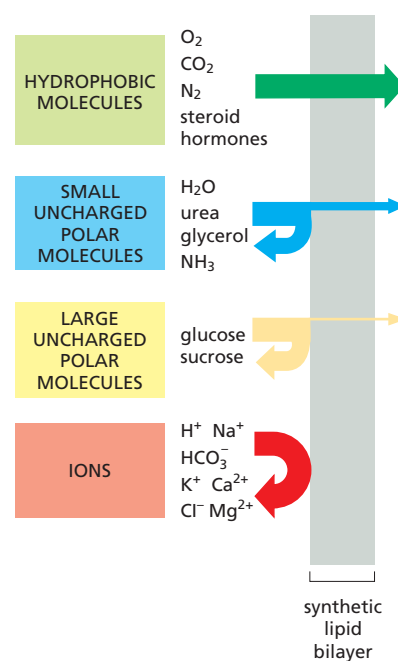 HYDROPHOBIC
MOLECULES
O₂
CO₂
N₂
steroid
hormones
SMALL
UNCHARGED
POLAR
MOLECULES
H₂O
urea
glycerol
NH₃
LARGE
UNCHARGED
POLAR
MOLECULES
glucose
sucrose
IONS
H⁺ Na⁺
HCO₃⁻
K⁺ Ca²⁺
Cl⁻ Mg²⁺
synthetic
lipid
bilayer